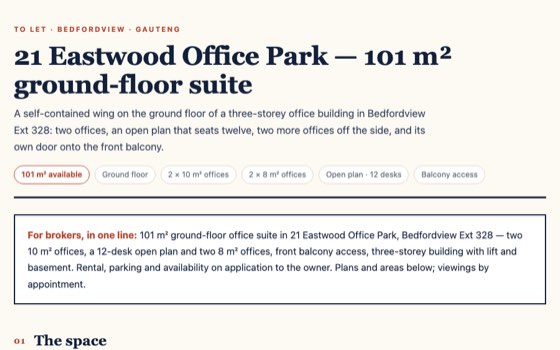 TO LET · BEDFORDVIEW · GAUTENG
21 Eastwood Office Park — 101 m²
ground-floor suite
A self-contained wing on the ground floor of a three-storey office building in Bedfordview
Ext 328: two offices, an open plan that seats twelve, two more offices off the side, and its
own door onto the front balcony.
101 m² available Ground floor 2 × 10 m² offices 2 × 8 m² offices Open plan · 12 desks Balcony access
For brokers, in one line: 101 m² ground-floor office suite in 21 Eastwood Office Park, Bedfordview Ext 328 — two
10 m² offices, a 12-desk open plan and two 8 m² offices, front balcony access, three-storey building with lift and
basement. Rental, parking and availability on application to the owner. Plans and areas below; viewings by
appointment.
01 The space